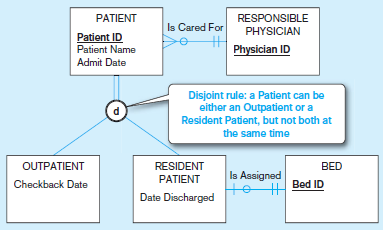 PATIENT
Patient ID
Patient Name
Admit Date
Is Cared For
RESPONSIBLE
PHYSICIAN
Physician ID
d
Disjoint rule: a Patient can be
either an Outpatient or a
Resident Patient, but not both at
the same time
OUTPATIENT
Checkback Date
RESIDENT
PATIENT
Date Discharged
Is Assigned
BED
Bed ID